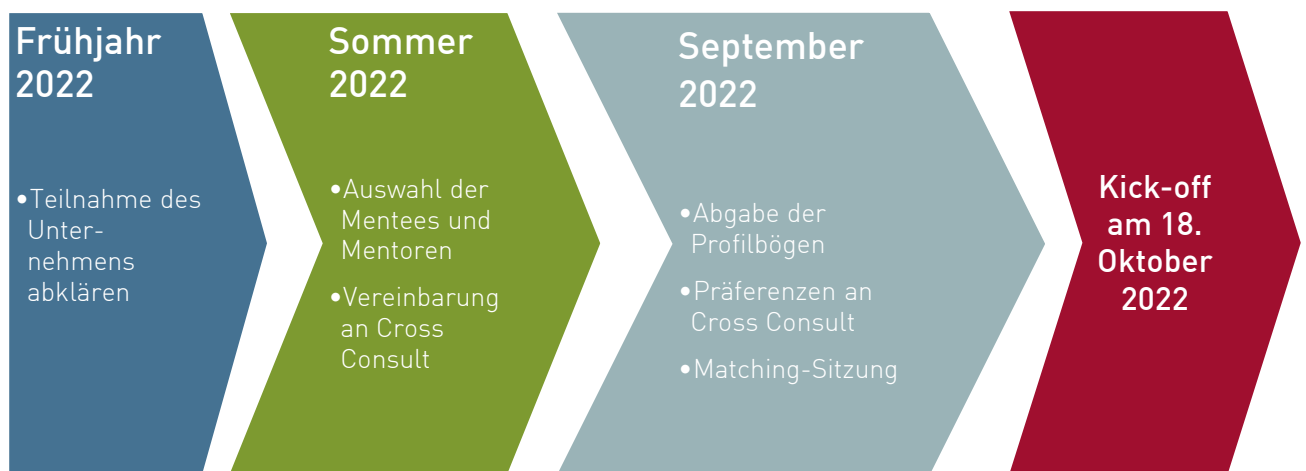 Frühjahr
2022
•Teilnahme des
Unter-
nehmens
abklären
Sommer
2022
•Auswahl der
Mentees und
Mentoren
•Vereinbarung
an Cross
Consult
September
2022
•Abgabe der
Profilbögen
•Präferenzen an
Cross Consult
•Matching-Sitzung
Kick-off
am 18.
Oktober
2022